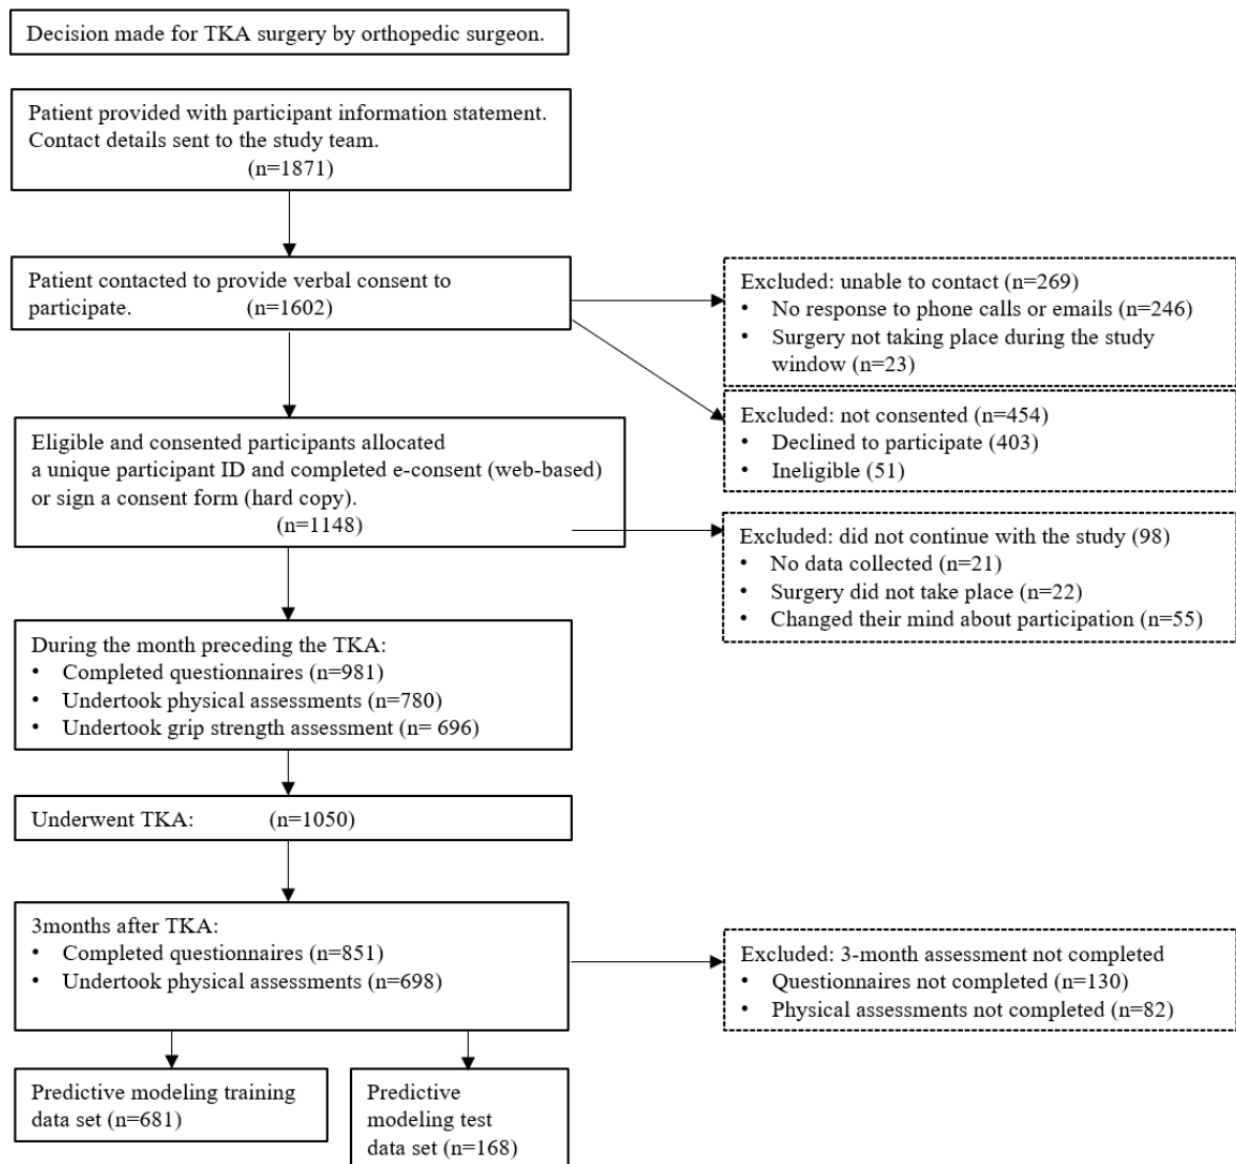 Decision made for TKA surgery by orthopedic surgeon.
Patient provided with participant information statement.
Contact details sent to the study team.
(n=1871)
Patient contacted to provide verbal consent to
participate. (n=1602)
Excluded: unable to contact (n=269)
• No response to phone calls or emails (n=246)
• Surgery not taking place during the study
window (n=23)
Excluded: not consented (n=454)
• Declined to participate (403)
• Ineligible (51)
Eligible and consented participants allocated
a unique participant ID and completed e-consent (web-based)
or sign a consent form (hard copy).
(n=1148)
Excluded: did not continue with the study (98)
• No data collected (n=21)
• Surgery did not take place (n=22)
• Changed their mind about participation (n=55)
During the month preceding the TKA:
• Completed questionnaires (n=981)
• Undertook physical assessments (n=780)
• Undertook grip strength assessment (n= 696)
Underwent TKA: (n=1050)
3months after TKA:
• Completed questionnaires (n=851)
• Undertook physical assessments (n=698)
Excluded: 3-month assessment not completed
• Questionnaires not completed (n=130)
• Physical assessments not completed (n=82)
Predictive modeling training
data set (n=681)
Predictive
modeling test
data set (n=168)